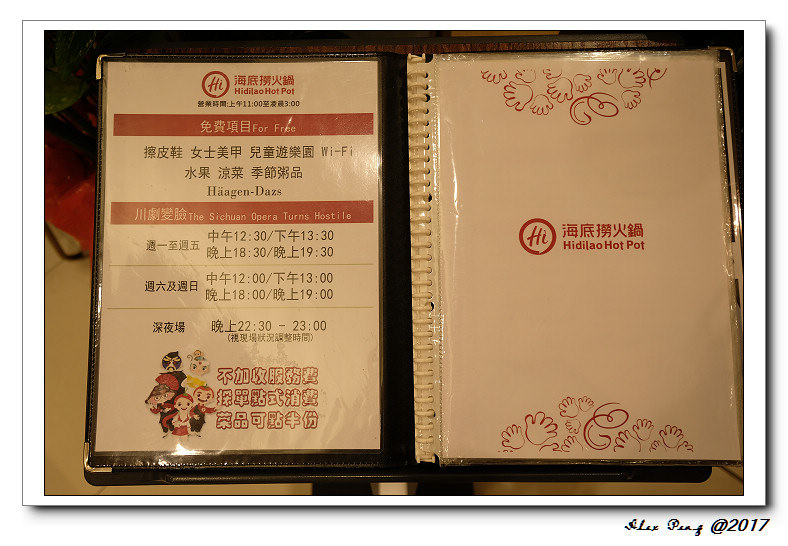 Hi 海底撈火鍋
Hidilao Hot Pot
營業時間:上午11:00至凌晨3:00
免費項目For Free
擦皮鞋 女士美甲 兒童遊樂園 Wi-Fi
水果 涼菜 季節粥品
Häagen-Dazs
川劇變臉The Sichuan Opera Turns Hostile
週一至週五 中午12:30/下午13:30
晚上18:30/晚上19:30
週六及週日 中午12:00/下午13:00
晚上18:00/晚上19:00
深夜場 晚上22:30 - 23:00
(視現場狀況調整時間)
不加收服務費
採單點式消費
菜品可點半份
Hi 海底撈火鍋
Hidilao Hot Pot
Alex Peng @2017